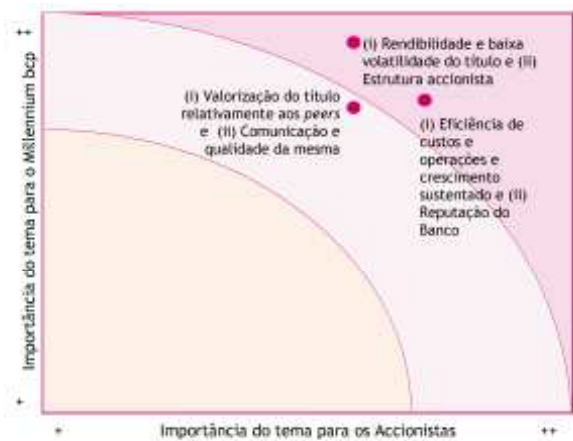 ++
Importância do tema para o Millennium bcp
+
(i) Rendibilidade e baixa
volatilidade do título e (ii)
Estrutura accionista
(i) Valorização do título
relativamente aos peers
e (ii) Comunicação e
qualidade da mesma
(i) Eficiência de
custos e
operações e
crescimento
sustentado e (ii)
Reputação do
Banco
+
Importância do tema para os Accionistas
++